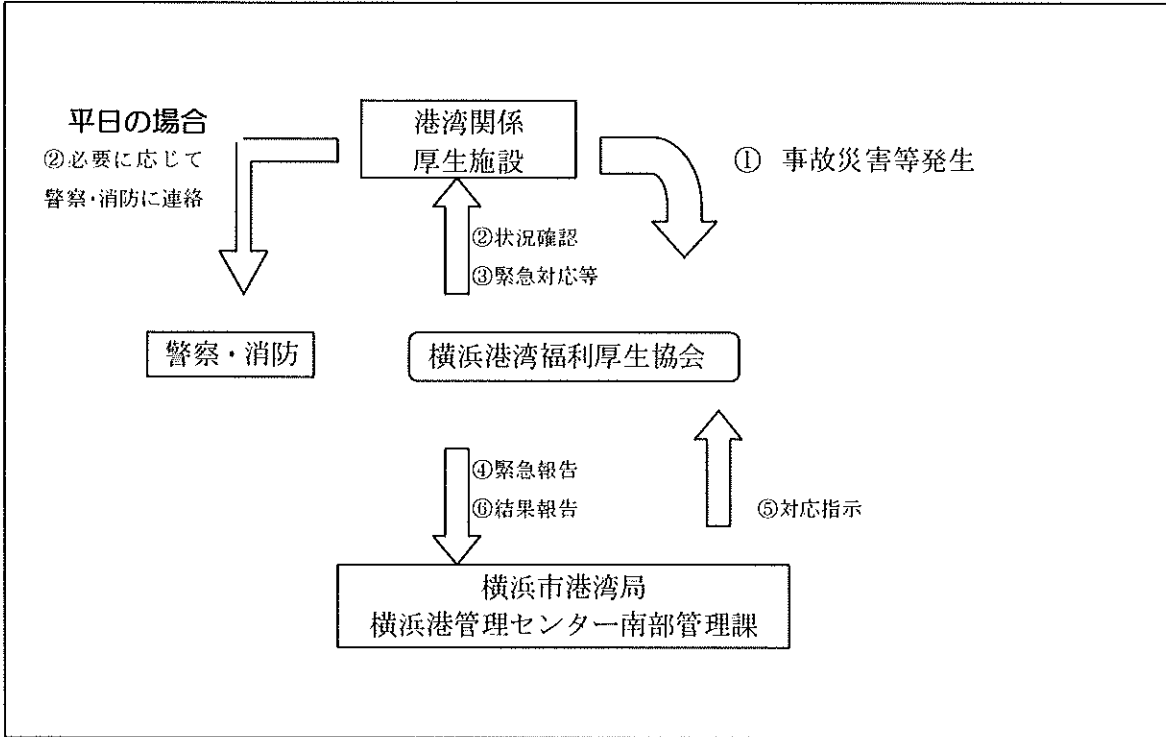 平日の場合
②必要に応じて
警察・消防に連絡
港湾関係
厚生施設
① 事故災害等発生
②状況確認
③緊急対応等
警察・消防
横浜港湾福利厚生協会
④緊急報告
⑥結果報告
⑤対応指示
横浜市港湾局
横浜港管理センター南部管理課